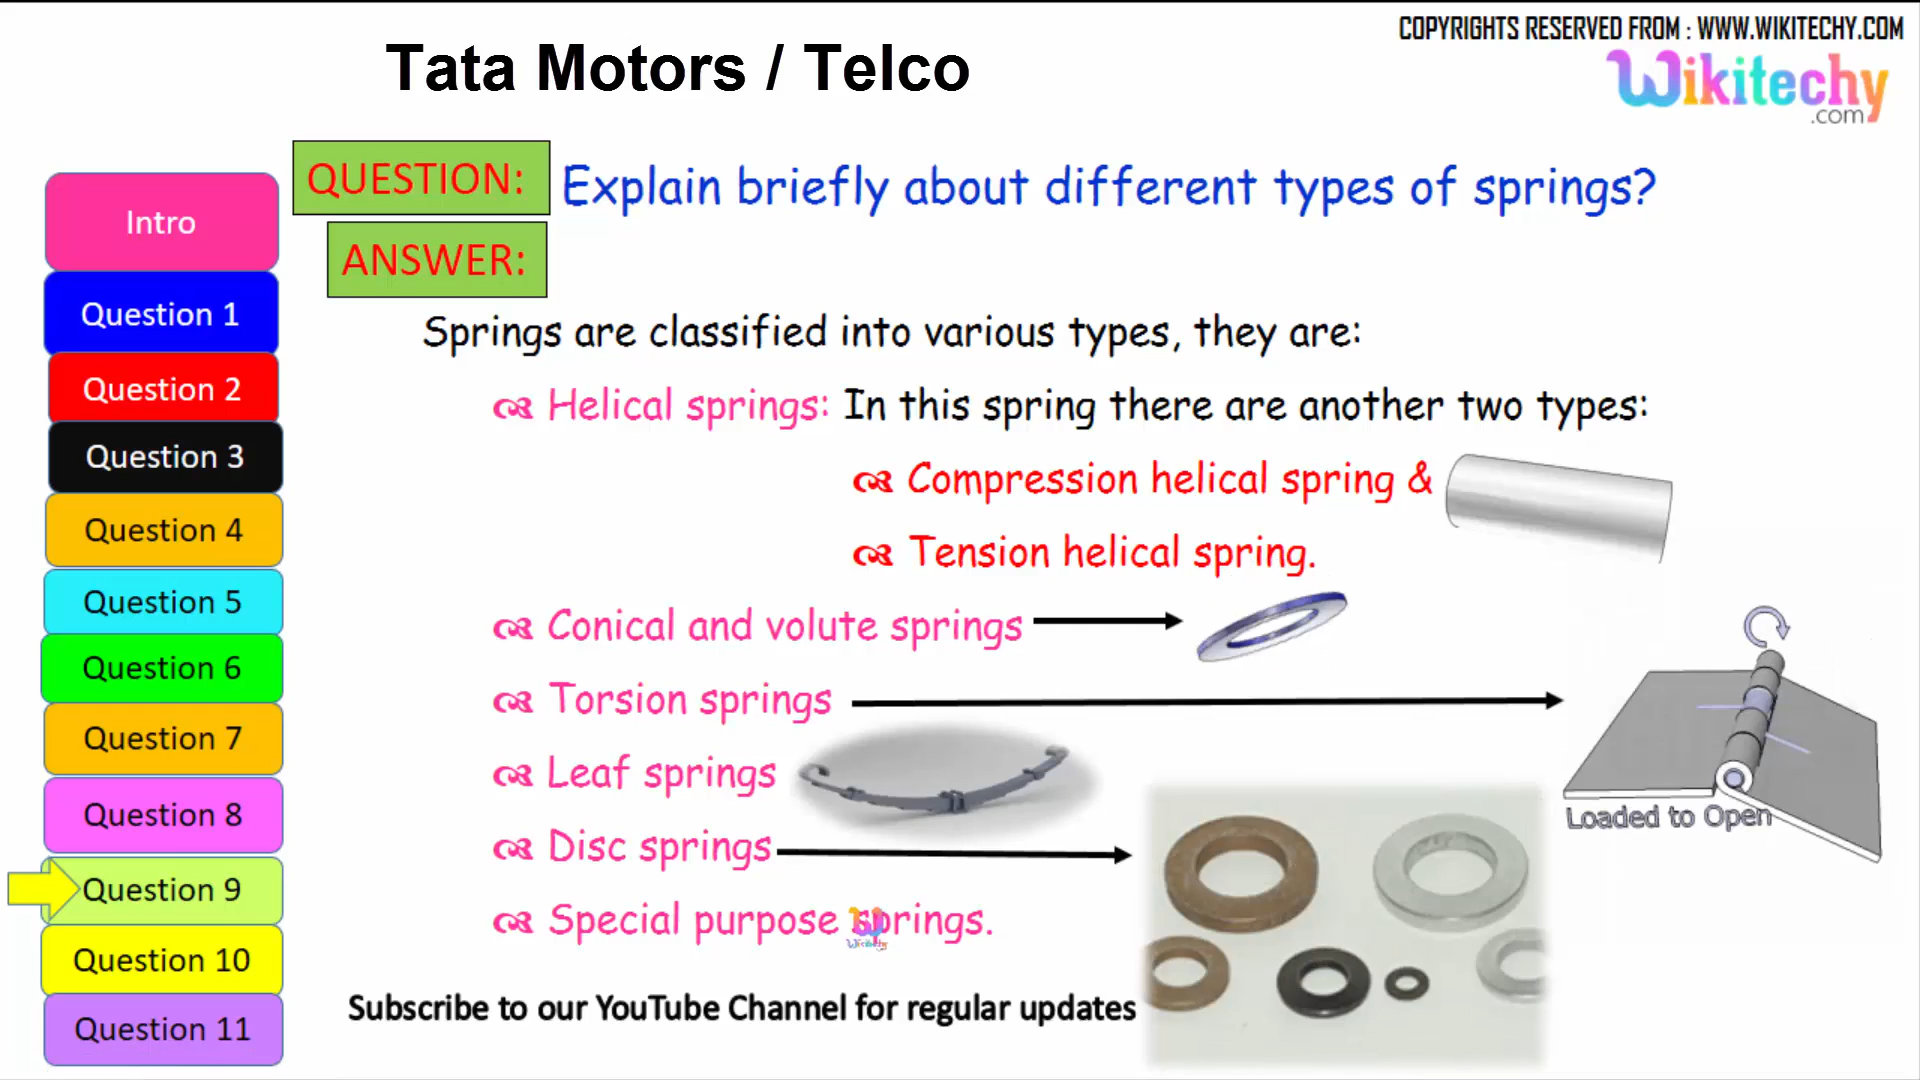 COPYRIGHTS RESERVED FROM : WWW.WIKITECHY.COM
Tata Motors / Telco
Wikitechy
.com
QUESTION: Explain briefly about different types of springs?
ANSWER:
Springs are classified into various types, they are:
Helical springs: In this spring there are another two types:
Compression helical spring &
Tension helical spring.
Conical and volute springs
Torsion springs
Leaf springs
Loaded to Open
Disc springs
Special purpose springs.
Wikitechy
Subscribe to our YouTube Channel for regular updates
Intro
Question 1
Question 2
Question 3
Question 4
Question 5
Question 6
Question 7
Question 8
Question 9
Question 10
Question 11